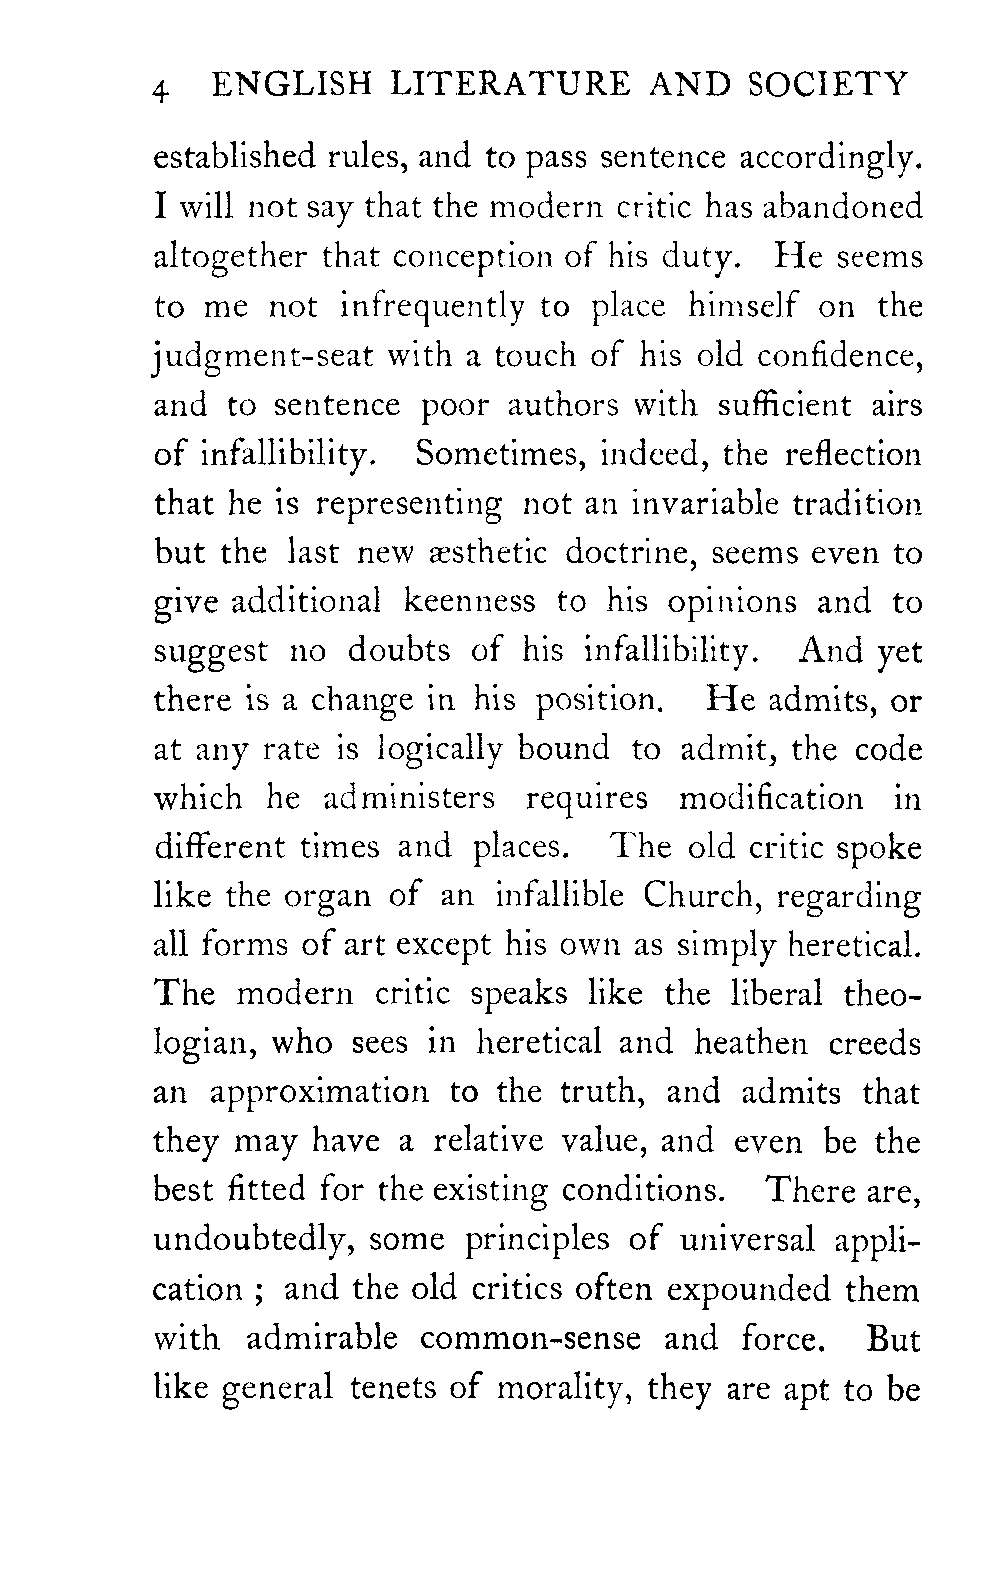 4 ENGLISH LITERATURE AND SOCIETY
established rules, and to pass sentence accordingly.
I will not say that the modern critic has abandoned
altogether that conception of his duty. He seems
to me not infrequently to place himself on the
judgment-seat with a touch of his old confidence,
and to sentence poor authors with sufficient airs
of infallibility. Sometimes, indeed, the reflection
that he is representing not an invariable tradition
but the last new æsthetic doctrine, seems even to
give additional keenness to his opinions and to
suggest no doubts of his infallibility. And yet
there is a change in his position. He admits, or
at any rate is logically bound to admit, the code
which he administers requires modification in
different times and places. The old critic spoke
like the organ of an infallible Church, regarding
all forms of art except his own as simply heretical.
The modern critic speaks like the liberal theo-
logian, who sees in heretical and heathen creeds
an approximation to the truth, and admits that
they may have a relative value, and even be the
best fitted for the existing conditions. There are,
undoubtedly, some principles of universal appli-
cation ; and the old critics often expounded them
with admirable common-sense and force. But
like general tenets of morality, they are apt to be